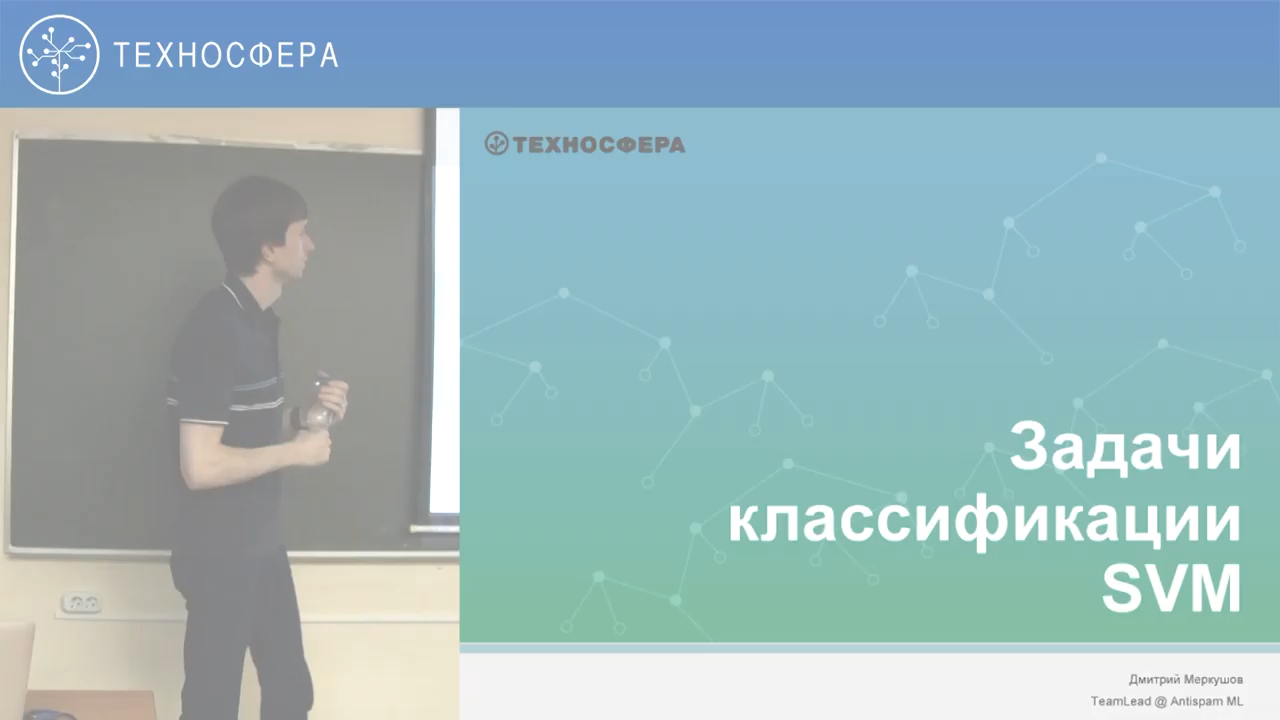 ТЕХНОСФЕРА
ТЕХНОСФЕРА
Задачи
классификации
SVM
Дмитрий Меркушов
TeamLead @ Antispam ML